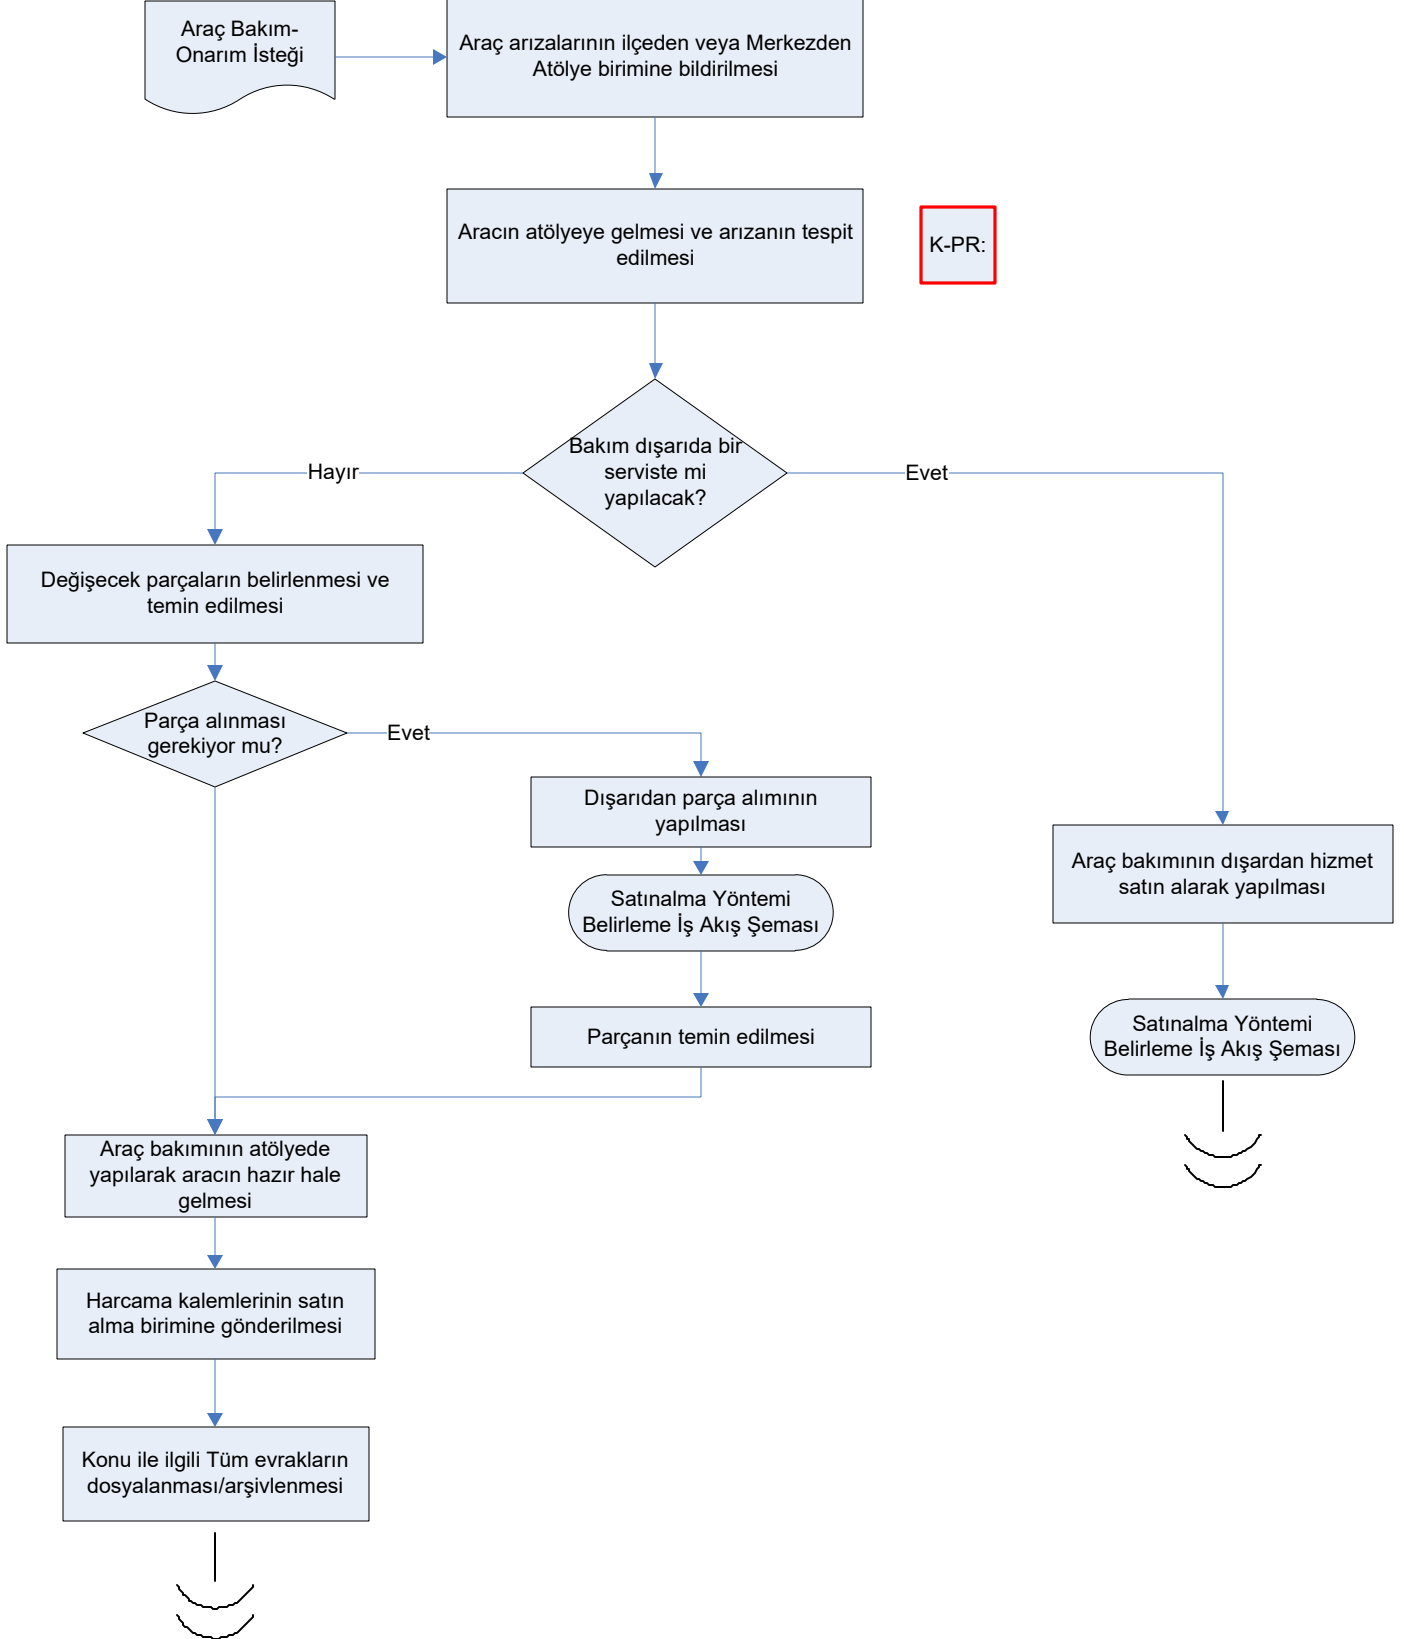 Araç Bakım-
Onarım İsteği
Araç arızalarının ilçeden veya Merkezden
Atölye birimine bildirilmesi
Aracın atölyeye gelmesi ve arızanın tespit
edilmesi
K-PR:
Bakım dışarıda bir
serviste mi
yapılacak?
Hayır
Evet
Değişecek parçaların belirlenmesi ve
temin edilmesi
Parça alınması
gerekiyor mu?
Evet
Dışarıdan parça alımının
yapılması
Satınalma Yöntemi
Belirleme İş Akış Şeması
Parçanın temin edilmesi
Araç bakımının dışardan hizmet
satın alarak yapılması
Satınalma Yöntemi
Belirleme İş Akış Şeması
Araç bakımının atölyede
yapılarak aracın hazır hale
gelmesi
Harcama kalemlerinin satın
alma birimine gönderilmesi
Konu ile ilgili Tüm evrakların
dosyalanması/arşivlenmesi